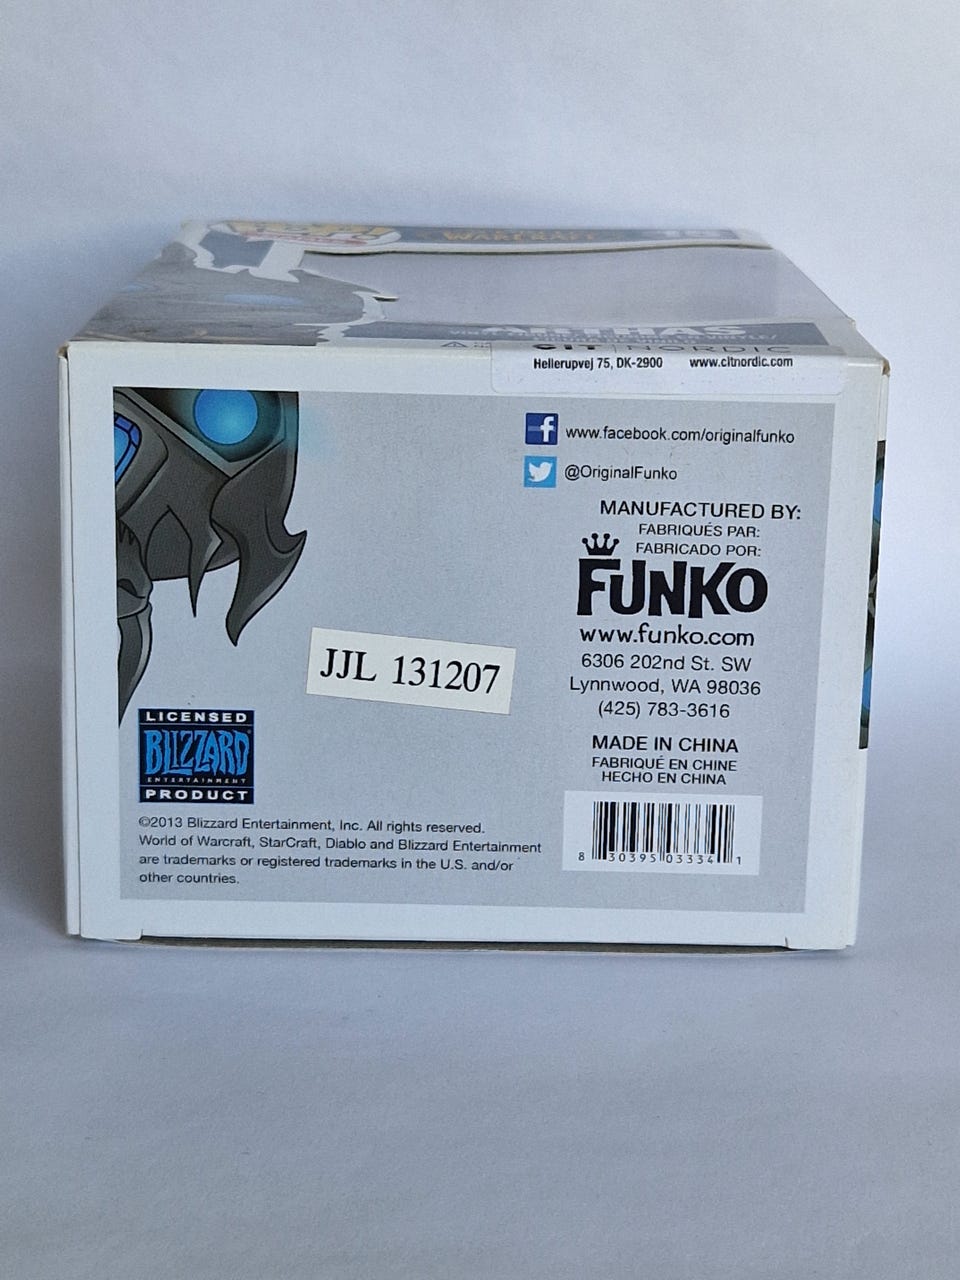 WARCRAFT
ARTHAS
CIT NORDIC
Hellerupvej 75, DK-2900 www.citnordic.com
www.facebook.com/originalfunko
@OriginalFunko
MANUFACTURED BY:
FABRIQUÉS PAR:
FABRICADO POR:
FUNKO
www.funko.com
6306 202nd St. SW
Lynnwood, WA 98036
(425) 783-3616
MADE IN CHINA
FABRIQUÉ EN CHINE
HECHO EN CHINA
8 30395 03334 1
JJL 131207
LICENSED
BLIZZARD
ENTERTAINMENT
PRODUCT
©2013 Blizzard Entertainment, Inc. All rights reserved.
World of Warcraft, StarCraft, Diablo and Blizzard Entertainment
are trademarks or registered trademarks in the U.S. and/or
other countries.